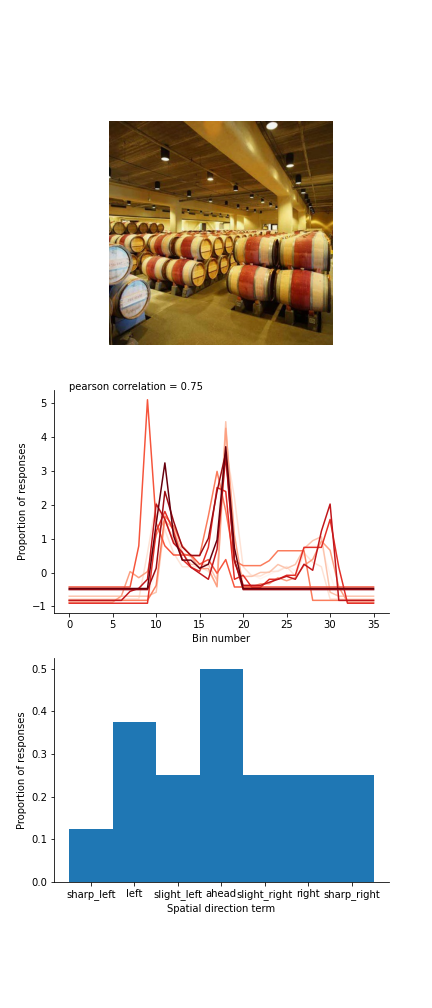 pearson correlation = 0.75
Proportion of responses
5
4
3
2
1
0
−1
0 5 10 15 20 25 30 35
Bin number
Proportion of responses
0.5
0.4
0.3
0.2
0.1
0.0
sharp_left left slight_left ahead slight_right right sharp_right
Spatial direction term